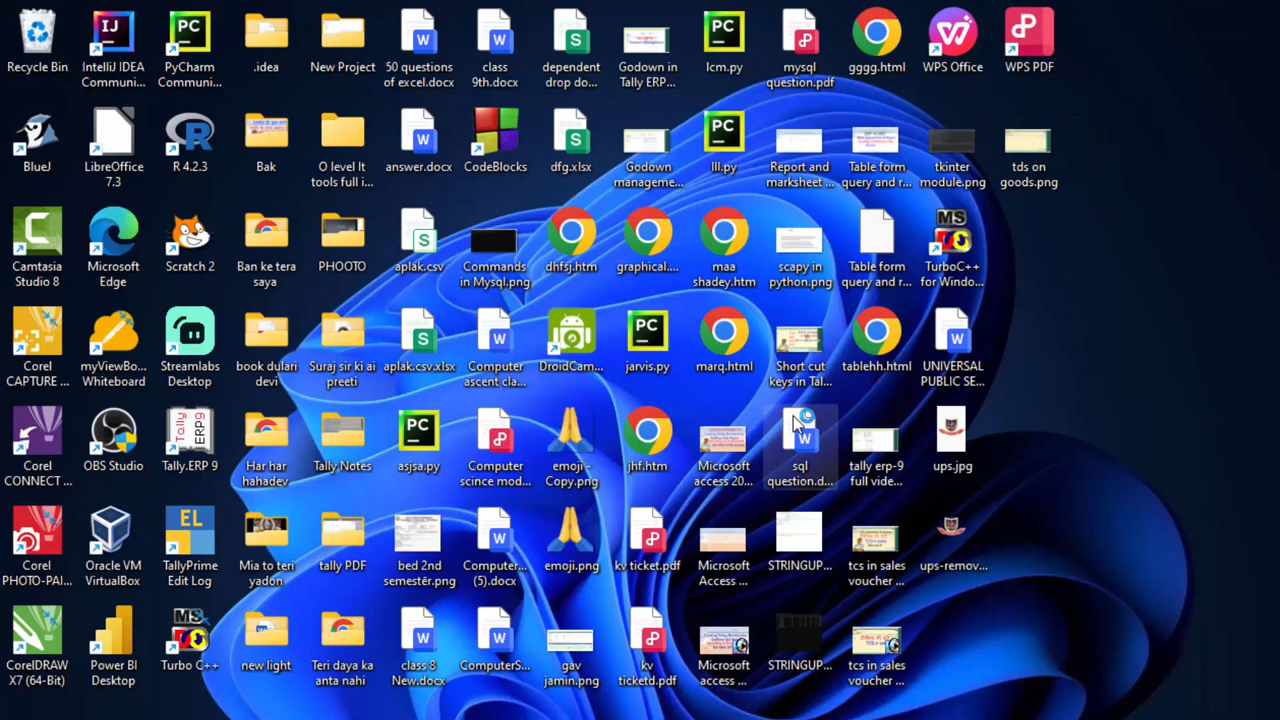 Recycle Bin
IntelliJ IDEA
Communi...
PyCharm
Communi...
.idea
New Project
50 questions
of excel.docx
class
9th.docx
dependent
drop do...
Godown in
Tally ERP...
lcm.py
mysql
question.pdf
gggg.html
WPS Office
WPS PDF
BlueJ
LibreOffice
7.3
R 4.2.3
Bak
O level It
tools full i...
answer.docx
CodeBlocks
dfg.xlsx
Godown
manageme...
lll.py
Report and
marksheet ...
Table form
query and r...
tkinter
module.png
tds on
goods.png
Camtasia
Studio 8
Microsoft
Edge
Scratch 2
Ban ke tera
saya
PHOOTO
aplak.csv
Commands
in Mysql.png
dhfsj.htm
graphical....
maa
shadey.htm
scapy in
python.png
Table form
query and r...
TurboC++
for Windo...
Corel
CAPTURE ...
myViewBo...
Whiteboard
Streamlabs
Desktop
book dulari
devi
Suraj sir ki ai
preeti
aplak.csv.xlsx
Computer
ascent cla...
DroidCam...
jarvis.py
marq.html
Short cut
keys in Tal...
tablehh.html
UNIVERSAL
PUBLIC SE...
Corel
CONNECT ...
OBS Studio
Tally.ERP 9
Har har
hahadev
Tally Notes
asjsa.py
Computer
scince mod...
emoji -
Copy.png
jhf.htm
Microsoft
access 20...
sql
question.d...
tally erp-9
full vide...
ups.jpg
Corel
PHOTO-PAI...
Oracle VM
VirtualBox
TallyPrime
Edit Log
Mia to teri
yadon
tally PDF
bed 2nd
semester.png
Computer...
(5).docx
emoji.png
kv ticket.pdf
Microsoft
Access ...
STRINGUP...
tcs in sales
voucher ...
ups-remov...
CorelDRAW
X7 (64-Bit)
Power BI
Desktop
Turbo C++
new light
Teri daya ka
anta nahi
class 8
New.docx
ComputerS...
gav
jamin.png
kv
ticketd.pdf
Microsoft
access ...
STRINGUP...
tcs in sales
voucher ...